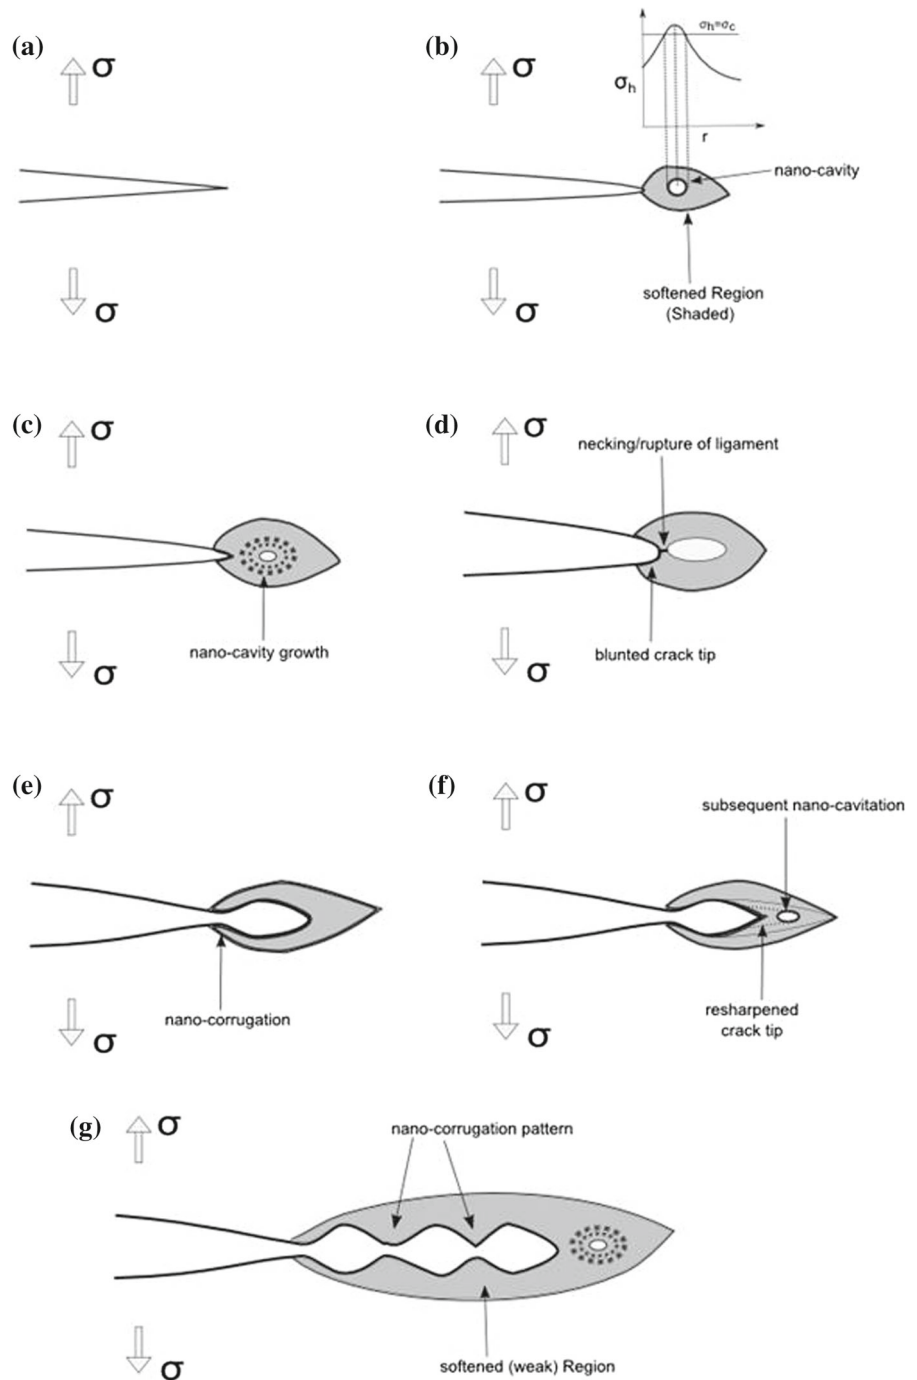 (a)
σ
σ
(b)
σ
σ
σh=σc
σh
r
nano-cavity
softened Region
(Shaded)
(c)
σ
σ
nano-cavity growth
(d)
σ
σ
necking/rupture of ligament
blunted crack tip
(e)
σ
σ
nano-corrugation
(f)
σ
σ
subsequent nano-cavitation
resharpened
crack tip
(g)
σ
σ
nano-corrugation pattern
softened (weak) Region